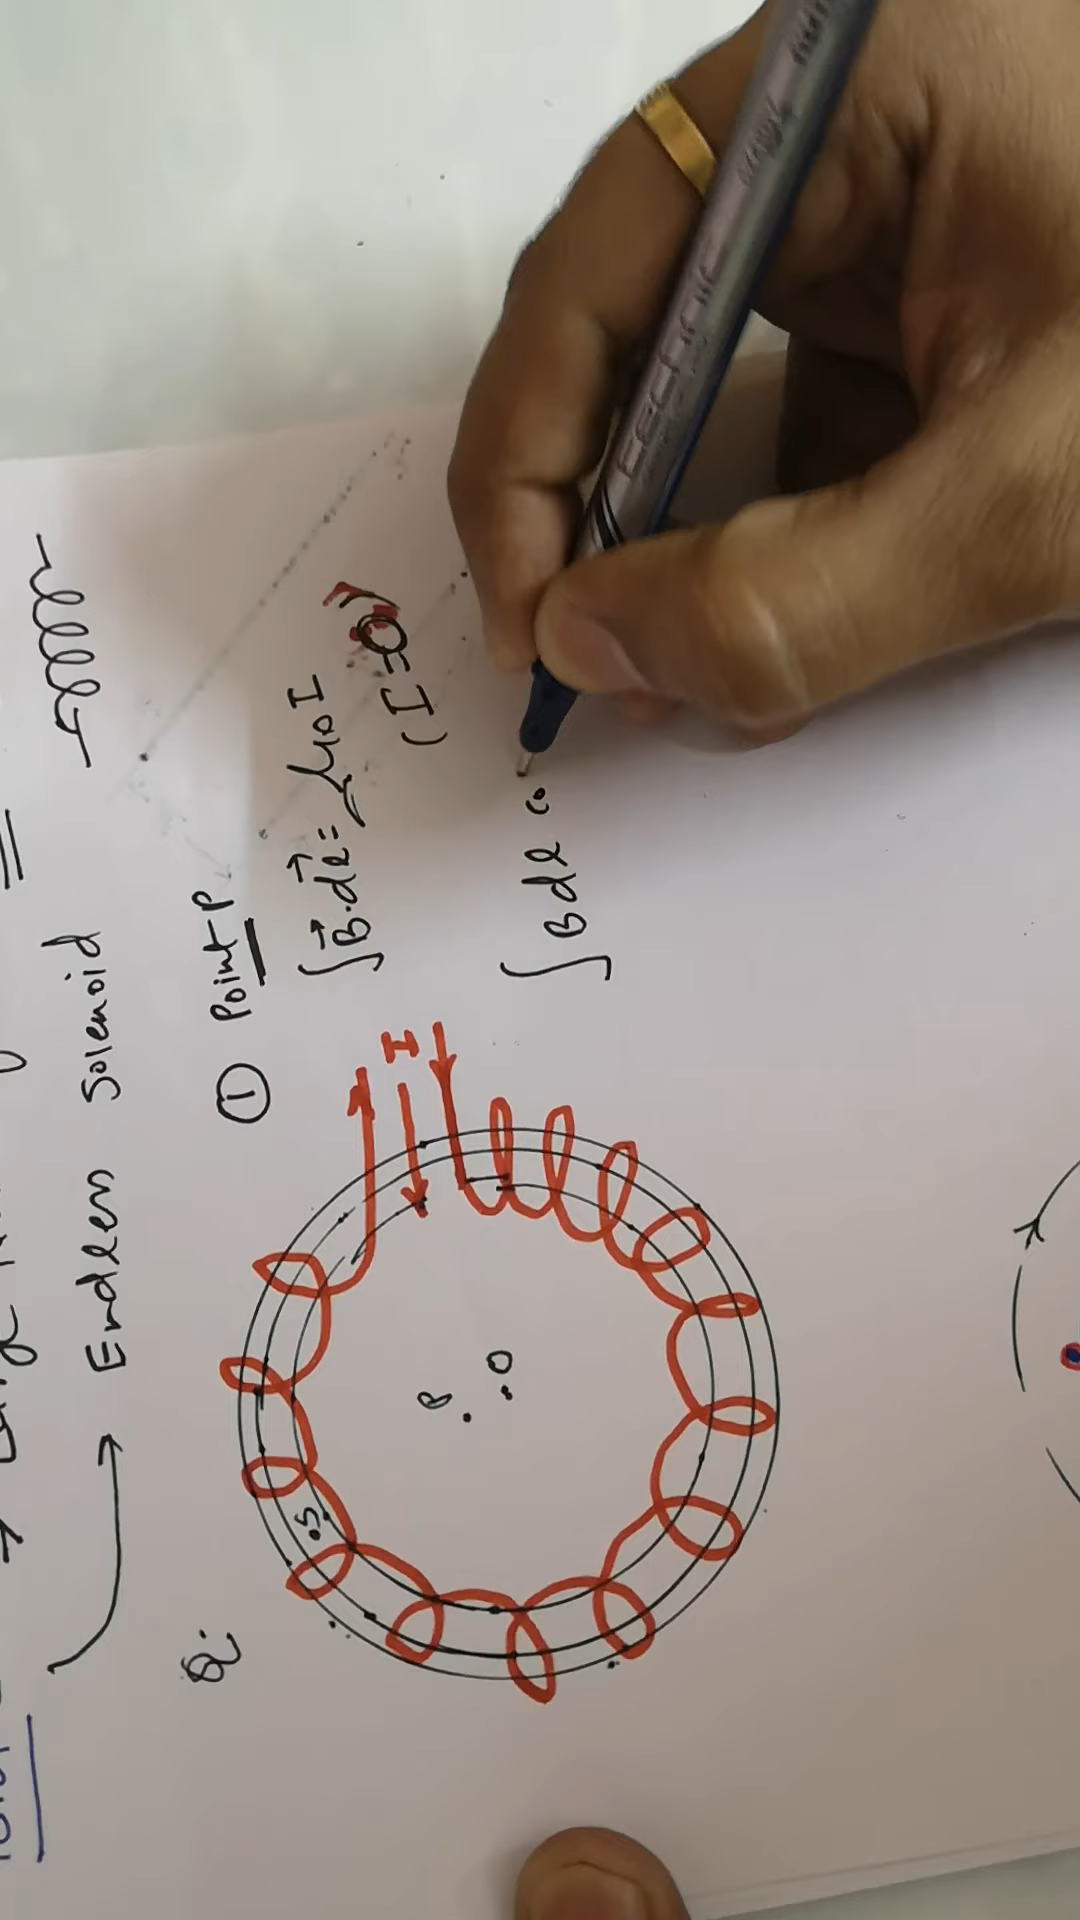 Endless Solenoid
① Point P
∫B⃗.dl⃗ = μ0I
(I=0)
∫Bdl co
I
P
.O
.S
Q.